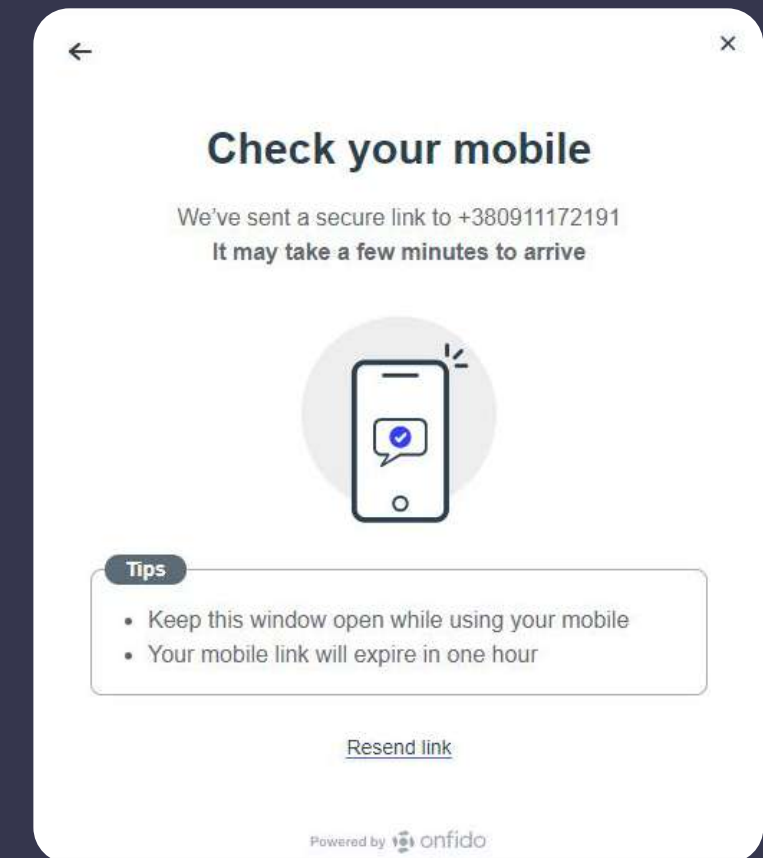 Check your mobile
We've sent a secure link to +380911172191
It may take a few minutes to arrive
Tips
Keep this window open while using your mobile
Your mobile link will expire in one hour
Resend link
Powered by onfido